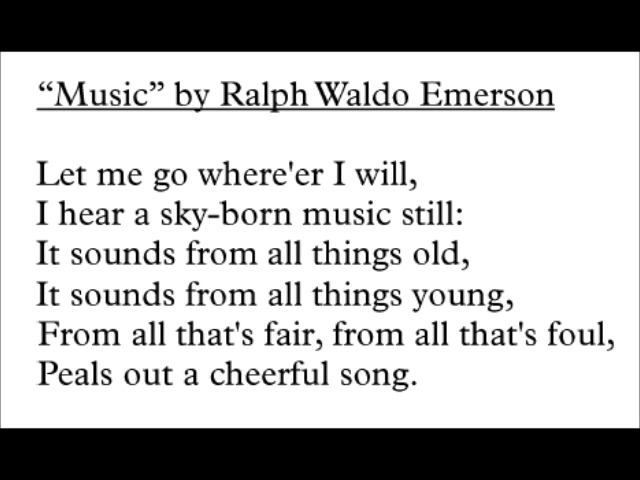 “Music” by Ralph Waldo Emerson
Let me go where'er I will,
I hear a sky-born music still:
It sounds from all things old,
It sounds from all things young,
From all that's fair, from all that's foul,
Peals out a cheerful song.